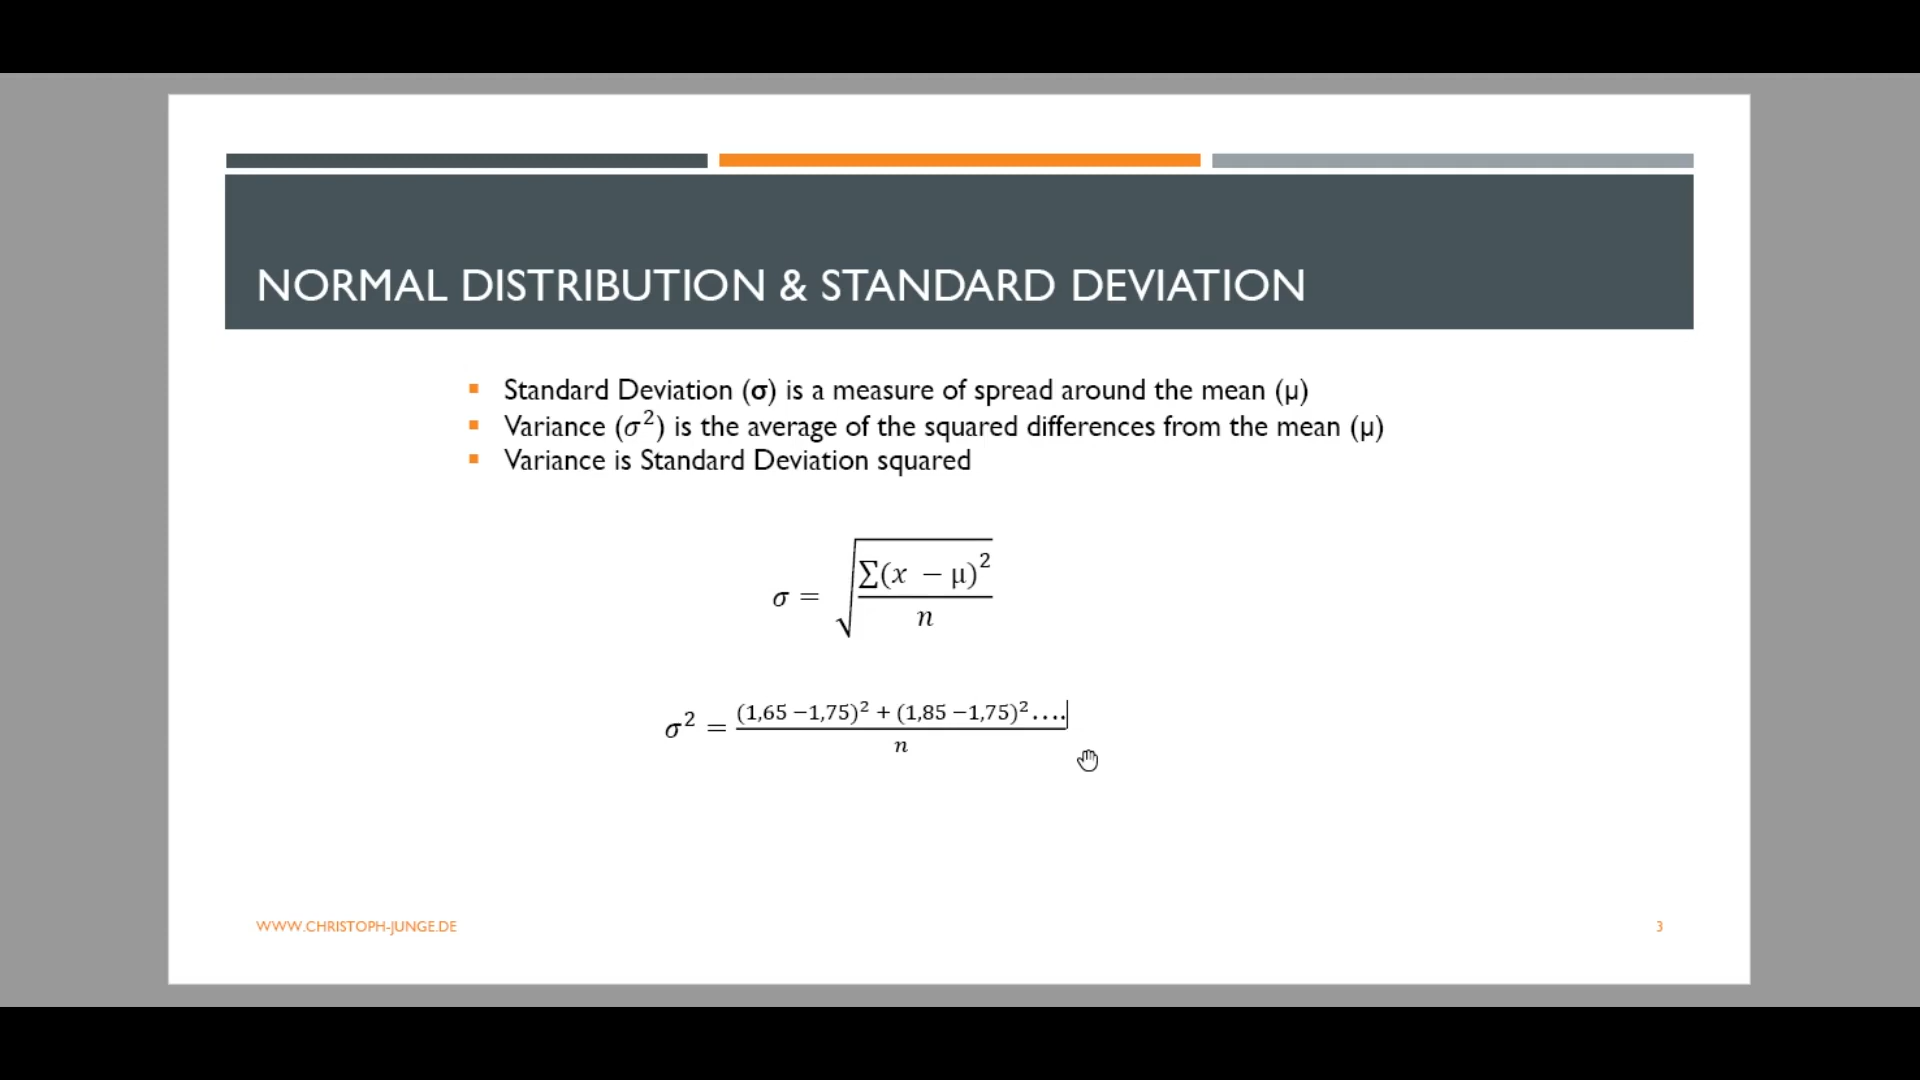 NORMAL DISTRIBUTION & STANDARD DEVIATION
▪ Standard Deviation (σ) is a measure of spread around the mean (µ)
▪ Variance (σ²) is the average of the squared differences from the mean (µ)
▪ Variance is Standard Deviation squared
σ = √(∑(x − µ)² / n)
σ² = ((1,65 −1,75)² + (1,85 −1,75)²....) / n
WWW.CHRISTOPH-JUNGE.DE
3